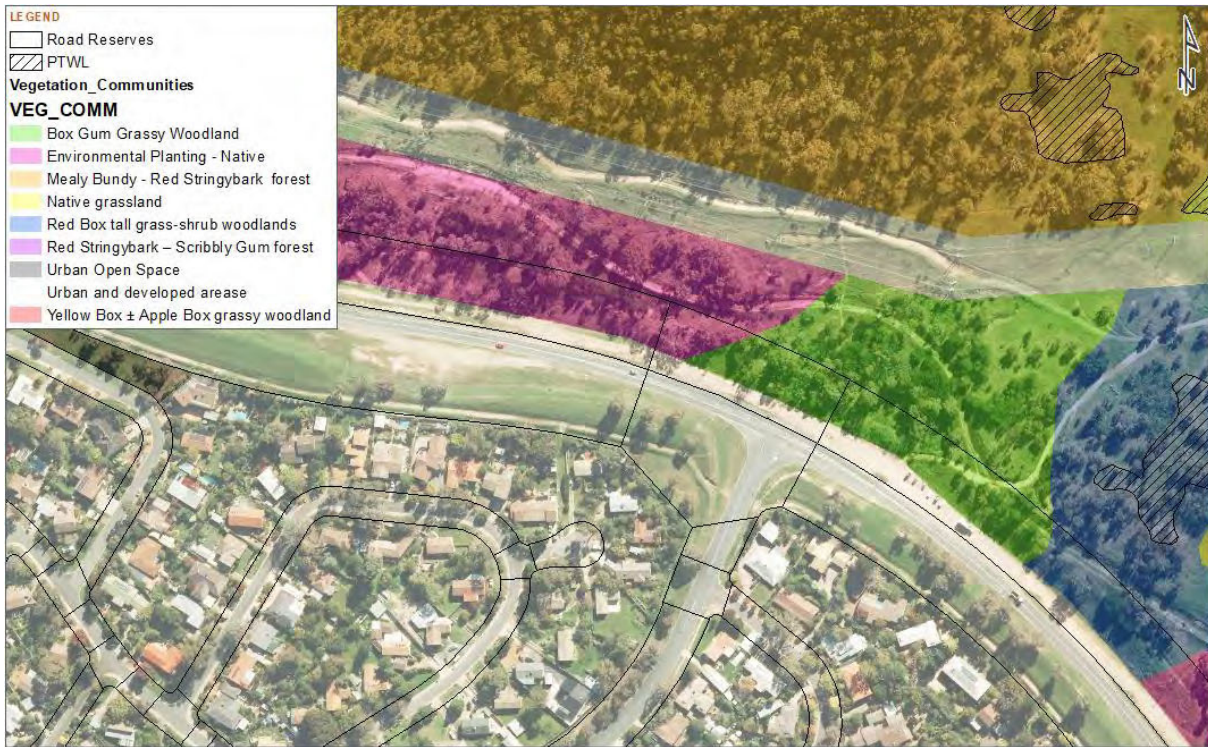 LEGEND
Road Reserves
PTWL
Vegetation_Communities
VEG_COMM
Box Gum Grassy Woodland
Environmental Planting - Native
Mealy Bundy - Red Stringybark forest
Native grassland
Red Box tall grass-shrub woodlands
Red Stringybark – Scribbly Gum forest
Urban Open Space
Urban and developed arease
Yellow Box ± Apple Box grassy woodland
N